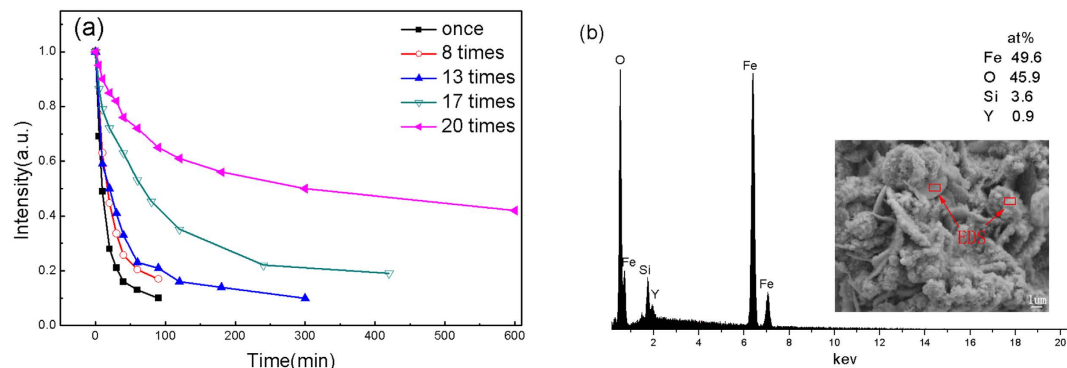 (a)
once
8 times
13 times
17 times
20 times
Intensity(a.u.)
1.0
0.8
0.6
0.4
0.2
0.0
0 100 200 300 400 500 600
Time(min)
(b)
at%
Fe 49.6
O 45.9
Si 3.6
Y 0.9
O
Fe
Fe
Si
Y
Fe
EDS
1um
2 4 6 8 10 12 14 16 18 20
kev